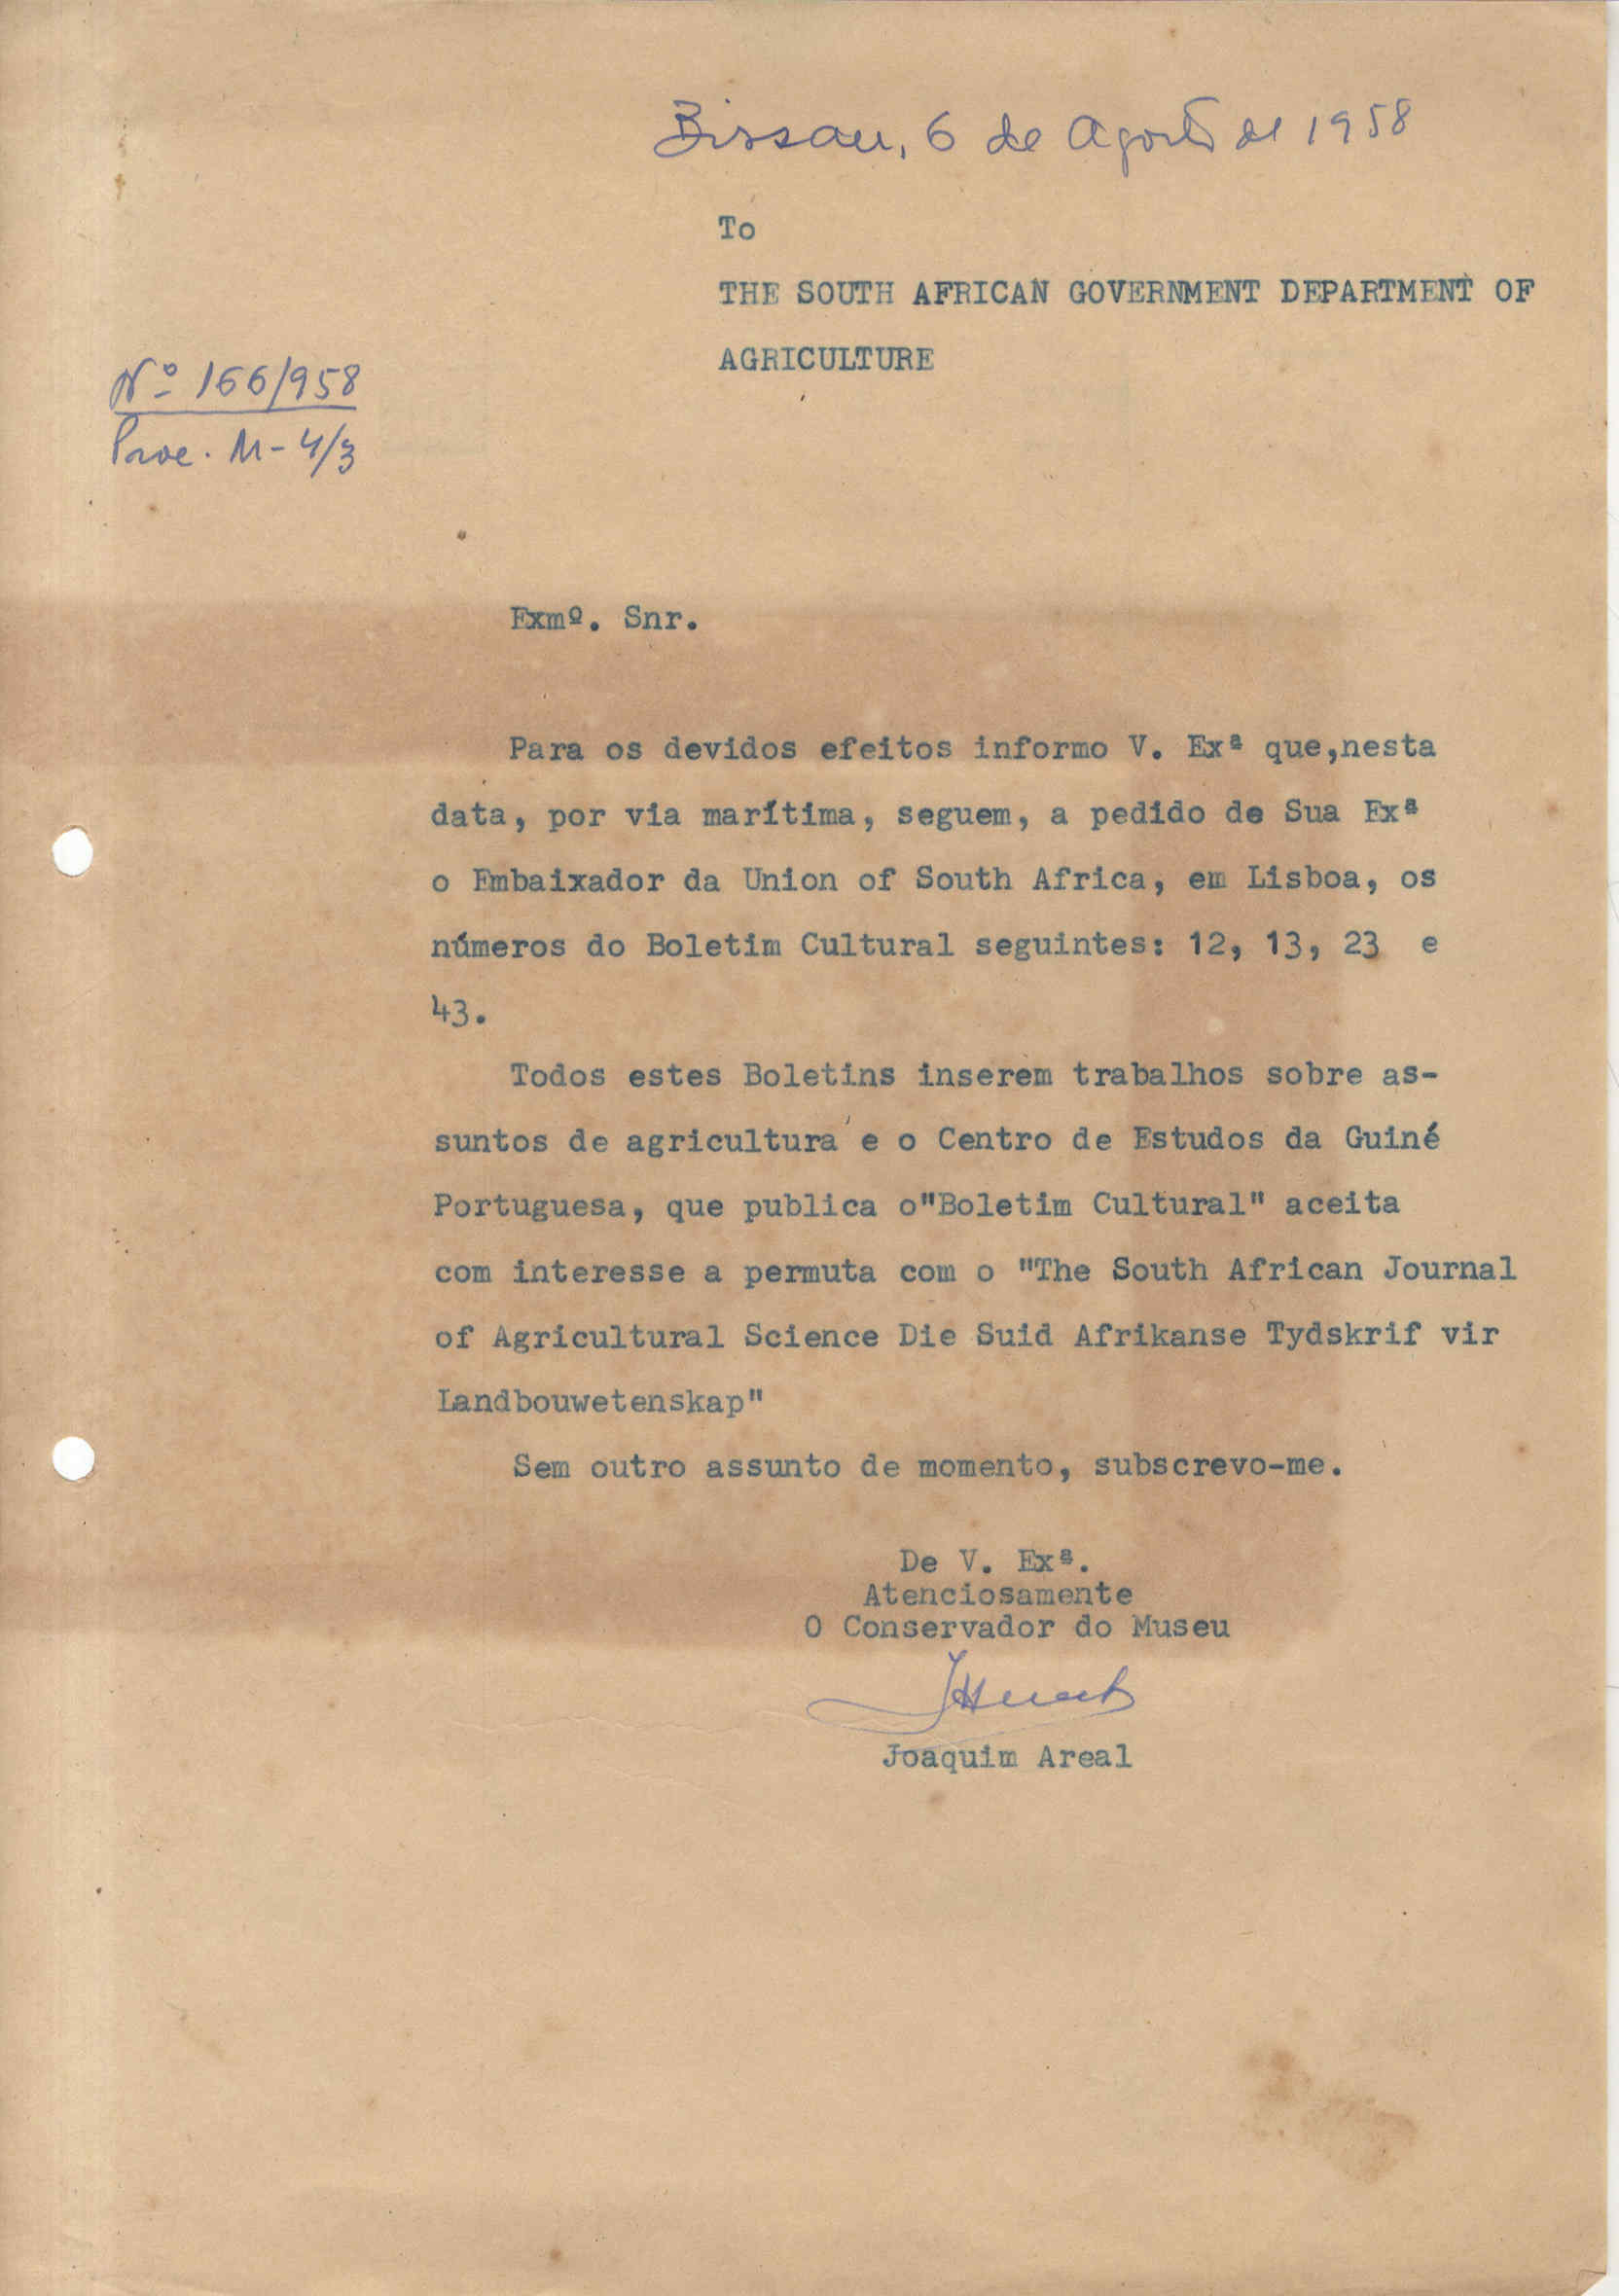 Bissau, 6 de Agosto de 1958
To
THE SOUTH AFRICAN GOVERNMENT DEPARTMENT OF
AGRICULTURE
Nº 166/958
Proc. M-4/3
Exmº. Snr.
Para os devidos efeitos informo V. Exª que,nesta
data, por via marítima, seguem, a pedido de Sua Exª
o Embaixador da Union of South Africa, em Lisboa, os
números do Boletim Cultural seguintes: 12, 13, 23 e
43.
Todos estes Boletins inserem trabalhos sobre as-
suntos de agricultura e o Centro de Estudos da Guiné
Portuguesa, que publica o"Boletim Cultural" aceita
com interesse a permuta com o "The South African Journal
of Agricultural Science Die Suid Afrikanse Tydskrif vir
Landbouwetenskap"
Sem outro assunto de momento, subscrevo-me.
De V. Exª.
Atenciosamente
O Conservador do Museu
Joaquim Areal